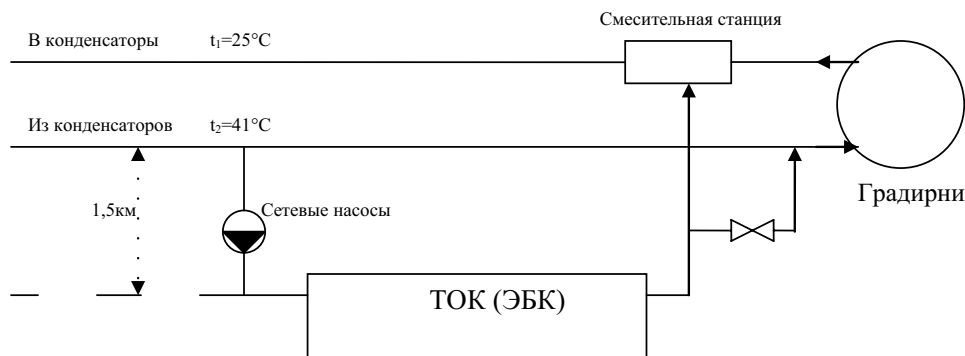 Смесительная станция
В конденсаторы t₁=25°C
Из конденсаторов t₂=41°C
Градирни
1,5км
Сетевые насосы
ТОК (ЭБК)